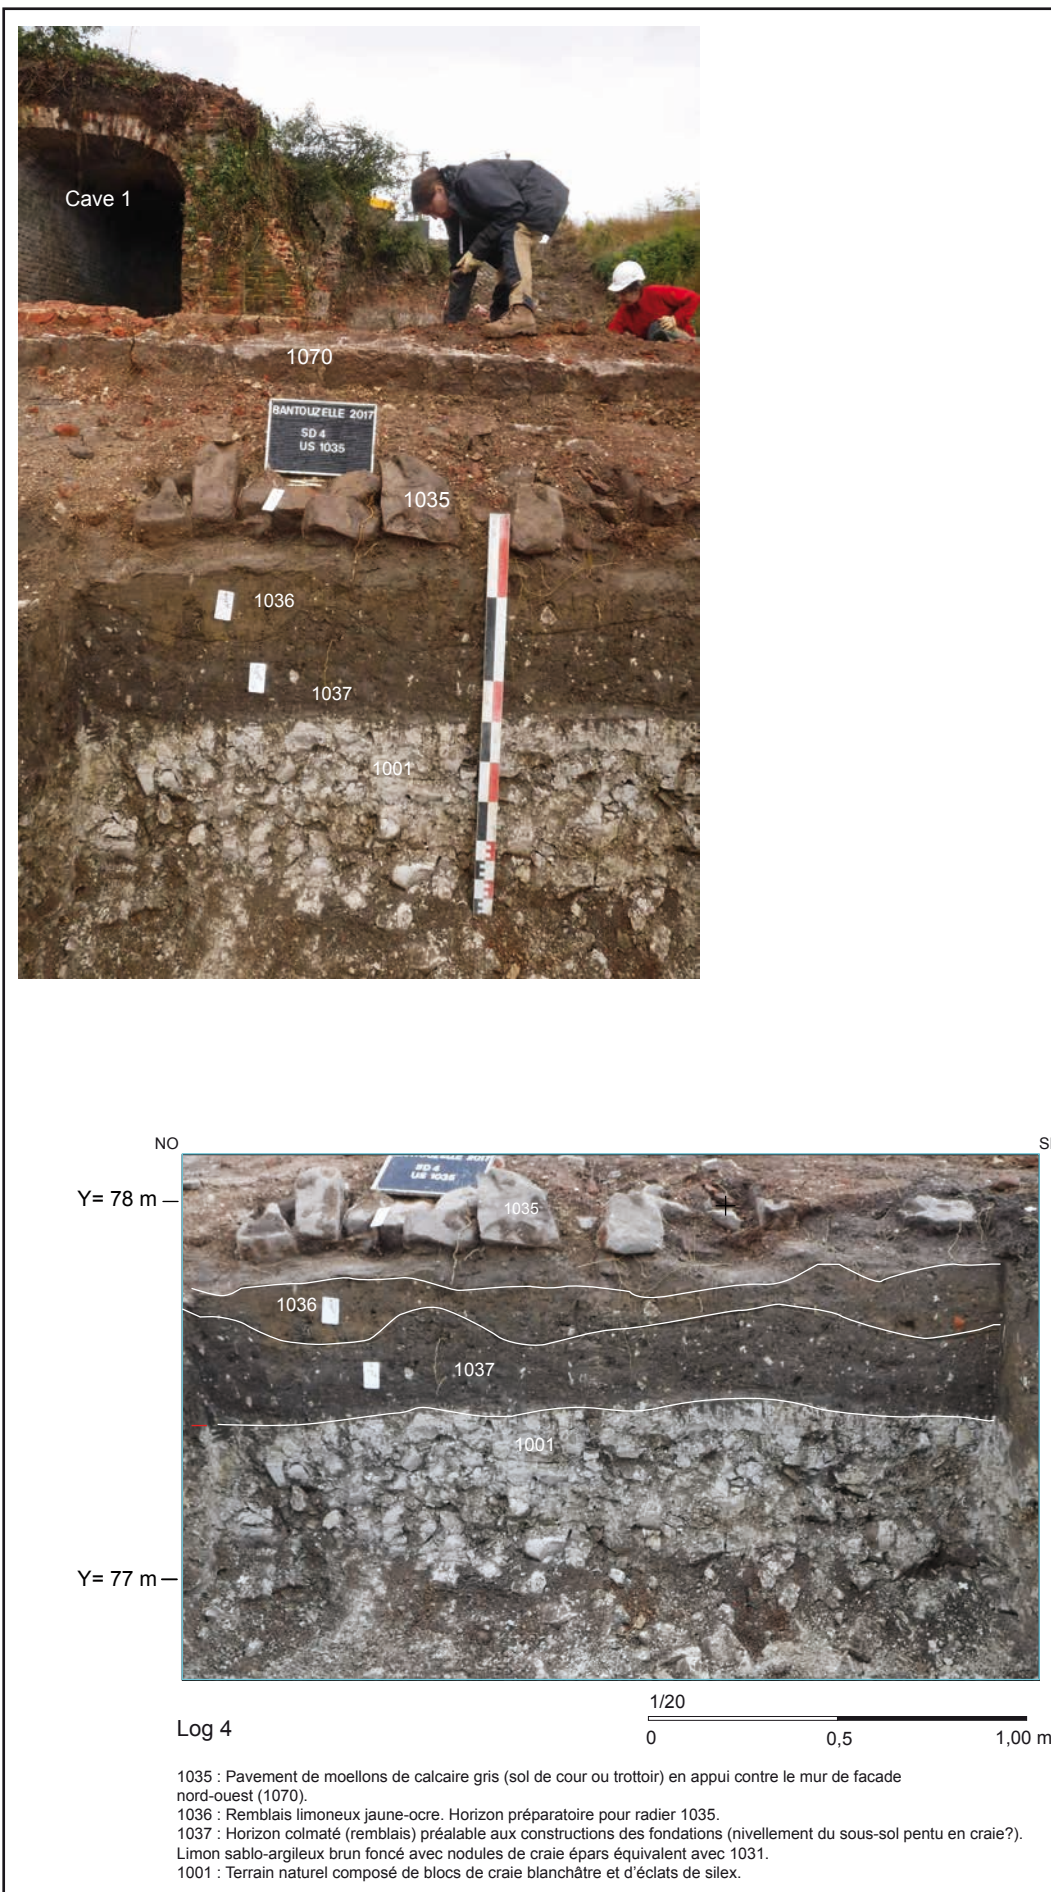 Cave 1
1070
BANTOUZELLE 2017
SD 4
US 1035
1035
1036
1037
1001
NO
Y= 78 m
SD 4
US 1035
1035
1036
1037
1001
Y= 77 m
Log 4
1/20
0 0,5 1,00 m
1035 : Pavement de moellons de calcaire gris (sol de cour ou trottoir) en appui contre le mur de facade
nord-ouest (1070).
1036 : Remblais limoneux jaune-ocre. Horizon préparatoire pour radier 1035.
1037 : Horizon colmaté (remblais) préalable aux constructions des fondations (nivellement du sous-sol pentu en craie?).
Limon sablo-argileux brun foncé avec nodules de craie épars équivalent avec 1031.
1001 : Terrain naturel composé de blocs de craie blanchâtre et d'éclats de silex.